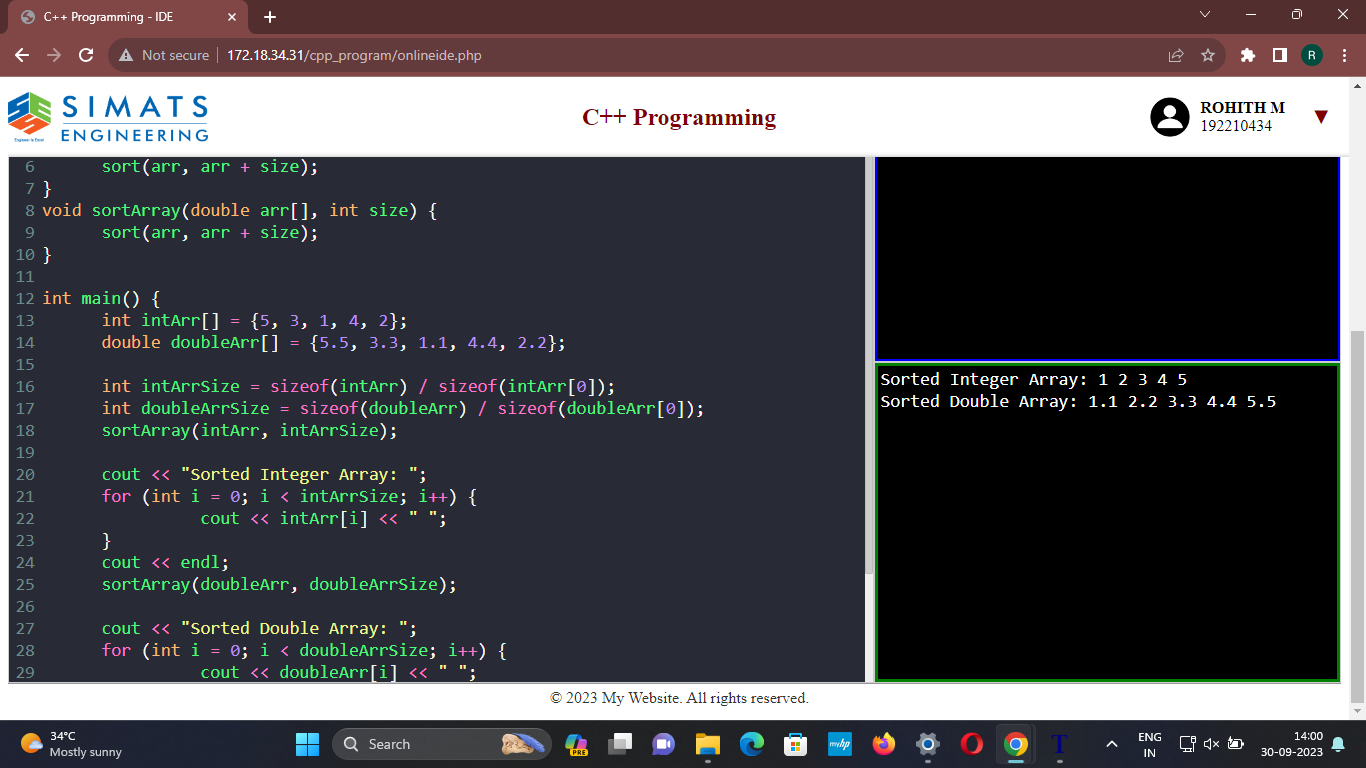 C++ Programming - IDE
Not secure
172.18.34.31/cpp_program/onlineide.php
R
SIMATS
ENGINEERING
Engineer to Excel
C++ Programming
ROHITH M
192210434
6 sort(arr, arr + size);
7 }
8 void sortArray(double arr[], int size) {
9 sort(arr, arr + size);
10 }
11
12 int main() {
13 int intArr[] = {5, 3, 1, 4, 2};
14 double doubleArr[] = {5.5, 3.3, 1.1, 4.4, 2.2};
15
16 int intArrSize = sizeof(intArr) / sizeof(intArr[0]);
17 int doubleArrSize = sizeof(doubleArr) / sizeof(doubleArr[0]);
18 sortArray(intArr, intArrSize);
19
20 cout << "Sorted Integer Array: ";
21 for (int i = 0; i < intArrSize; i++) {
22 cout << intArr[i] << " ";
23 }
24 cout << endl;
25 sortArray(doubleArr, doubleArrSize);
26
27 cout << "Sorted Double Array: ";
28 for (int i = 0; i < doubleArrSize; i++) {
29 cout << doubleArr[i] << " ";
Sorted Integer Array: 1 2 3 4 5
Sorted Double Array: 1.1 2.2 3.3 4.4 5.5
© 2023 My Website. All rights reserved.
34°C
Mostly sunny
Search
PRE
myhp
T
ENG
IN
14:00
30-09-2023